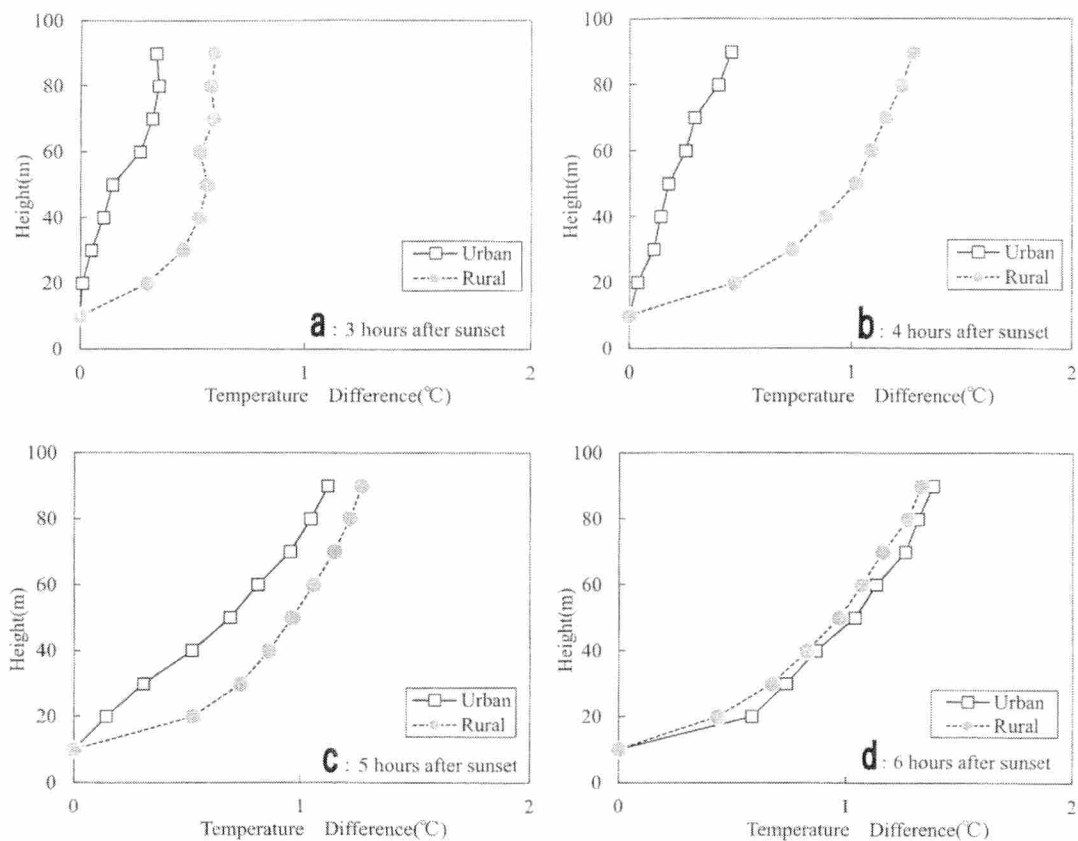 100
80
60
40
20
0
Height(m)
Urban
Rural
a : 3 hours after sunset
0 1 2
Temperature Difference(℃)
100
80
60
40
20
0
Height(m)
Urban
Rural
b : 4 hours after sunset
0 1 2
Temperature Difference(℃)
100
80
60
40
20
0
Height(m)
Urban
Rural
c : 5 hours after sunset
0 1 2
Temperature Difference(℃)
100
80
60
40
20
0
Height(m)
Urban
Rural
d : 6 hours after sunset
0 1 2
Temperature Difference(℃)